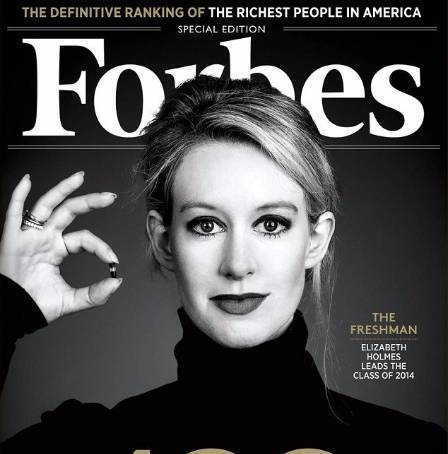 THE DEFINITIVE RANKING OF THE RICHEST PEOPLE IN AMERICA
SPECIAL EDITION
Forbes
THE
FRESHMAN
ELIZABETH
HOLMES
LEADS THE
CLASS OF 2014